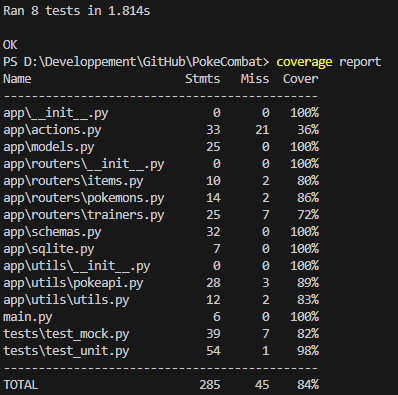 Ran 8 tests in 1.814s
OK
PS D:\Developpement\GitHub\PokeCombat> coverage report
Name                       Stmts   Miss  Cover
----------------------------------------------
app\__init__.py                0      0   100%
app\actions.py                33     21    36%
app\models.py                 25      0   100%
app\routers\__init__.py        0      0   100%
app\routers\items.py          10      2    80%
app\routers\pokemons.py       14      2    86%
app\routers\trainers.py       25      7    72%
app\schemas.py                32      0   100%
app\sqlite.py                  7      0   100%
app\utils\__init__.py          0      0   100%
app\utils\pokeapi.py          28      3    89%
app\utils\utils.py            12      2    83%
main.py                        6      0   100%
tests\test_mock.py            39      7    82%
tests\test_unit.py            54      1    98%
----------------------------------------------
TOTAL                        285     45    84%